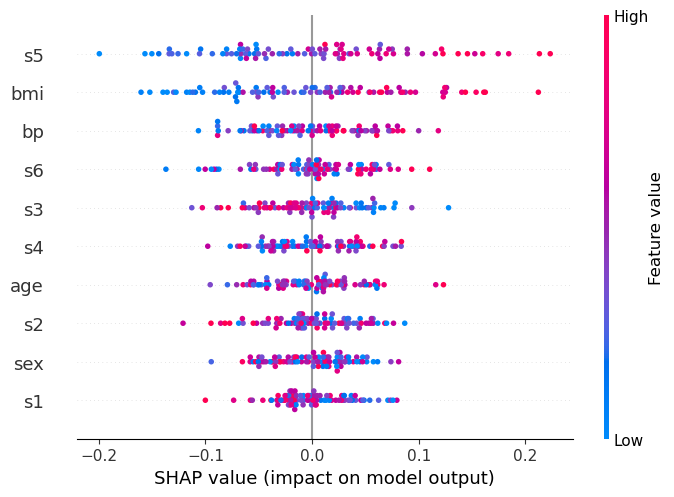 High
s5
bmi
bp
s6
s3
s4
age
s2
sex
s1
Feature value
Low
−0.2 −0.1 0.0 0.1 0.2
SHAP value (impact on model output)